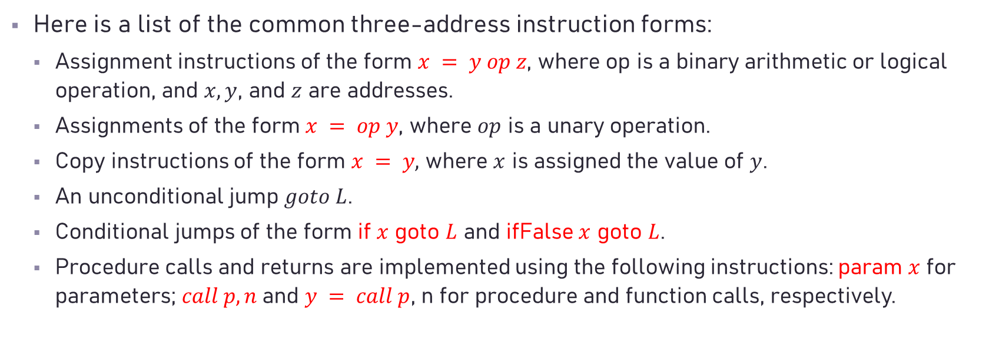 ▪ Here is a list of the common three-address instruction forms:
▪ Assignment instructions of the form x = y op z, where op is a binary arithmetic or logical
operation, and x, y, and z are addresses.
▪ Assignments of the form x = op y, where op is a unary operation.
▪ Copy instructions of the form x = y, where x is assigned the value of y.
▪ An unconditional jump goto L.
▪ Conditional jumps of the form if x goto L and ifFalse x goto L.
▪ Procedure calls and returns are implemented using the following instructions: param x for
parameters; call p, n and y = call p, n for procedure and function calls, respectively.